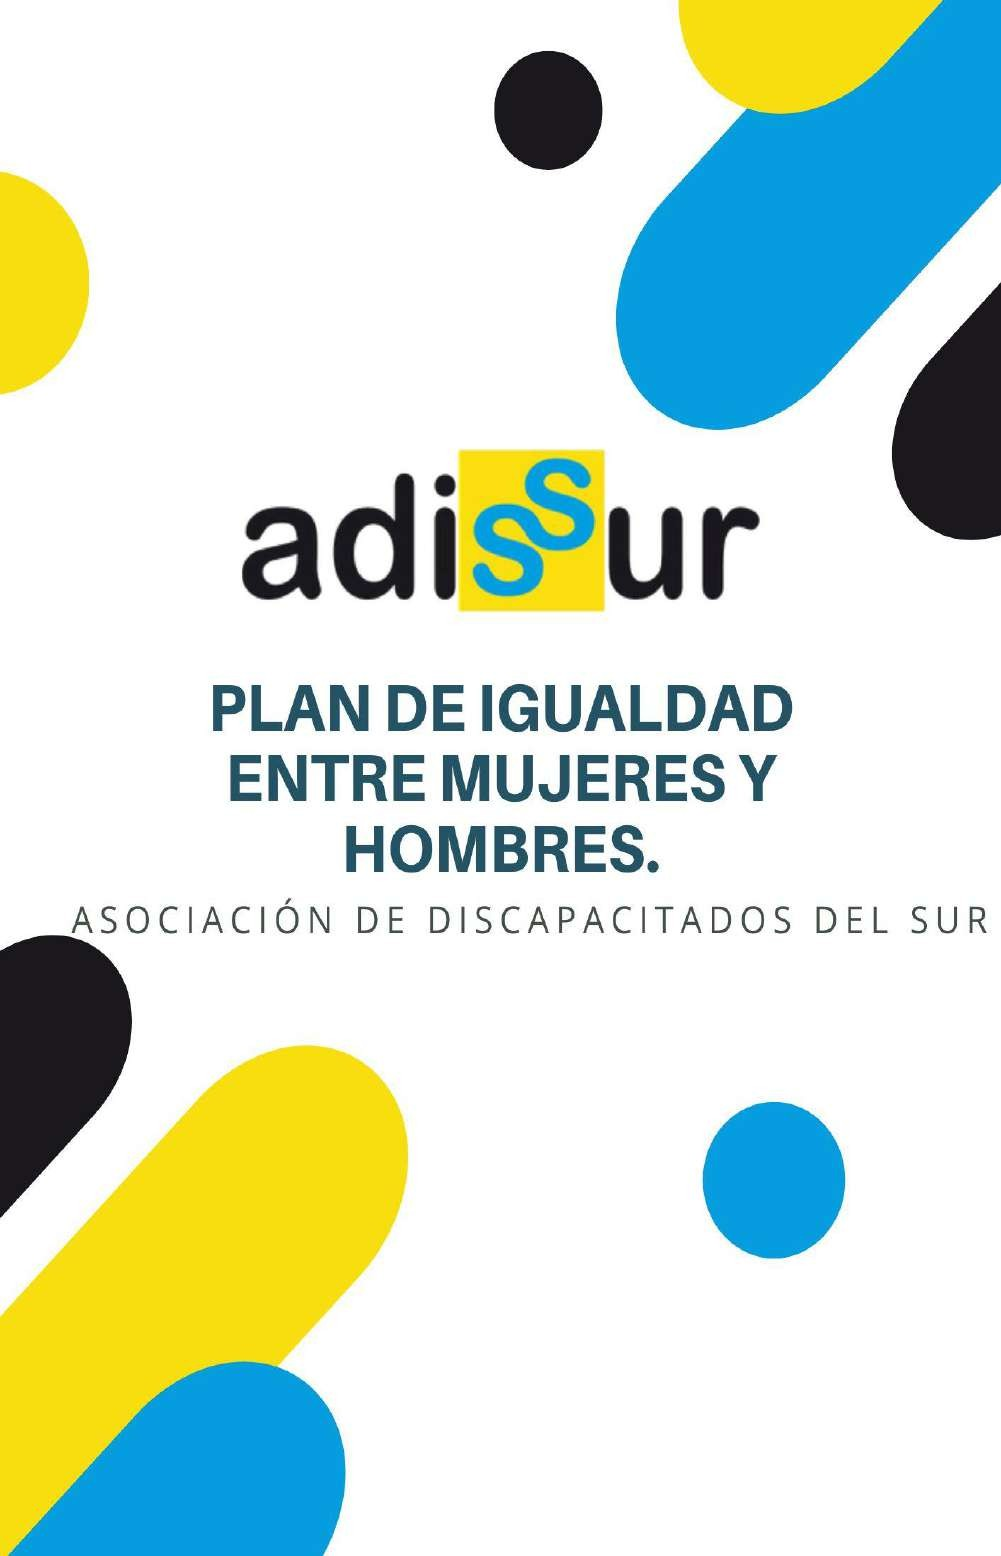 adissur
PLAN DE IGUALDAD
ENTRE MUJERES Y
HOMBRES.
ASOCIACIÓN DE DISCAPACITADOS DEL SUR